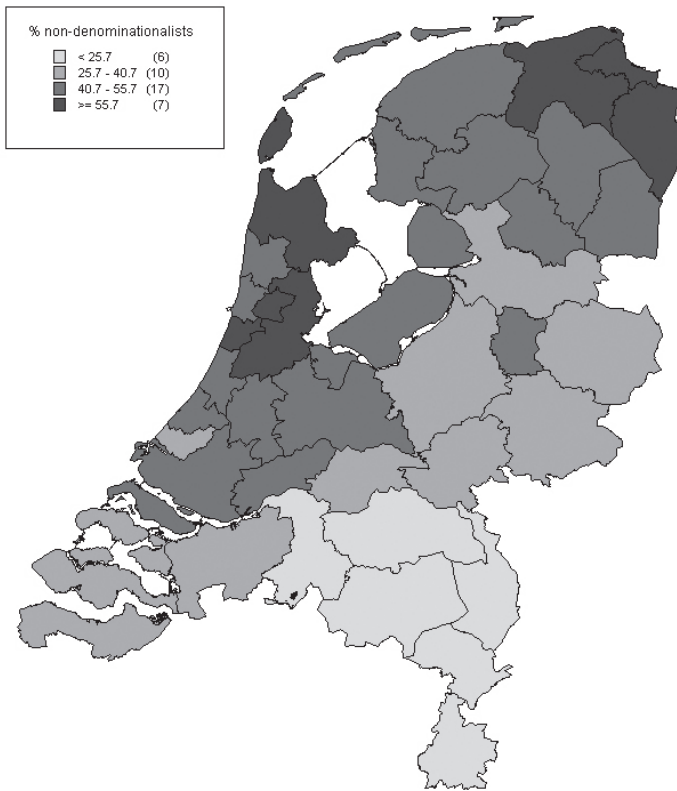 % non-denominationalists
< 25.7 (6)
25.7 - 40.7 (10)
40.7 - 55.7 (17)
>= 55.7 (7)